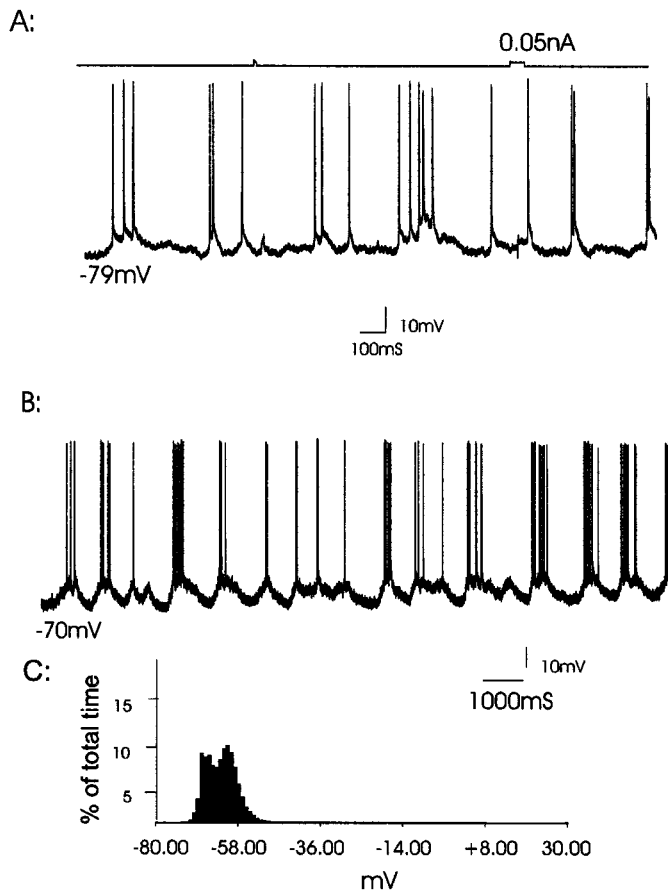 A:
0.05nA
-79mV
10mV
100mS
B:
-70mV
10mV
1000mS
C:
% of total time
15
10
5
-80.00 -58.00 -36.00 -14.00 +8.00 30.00
mV